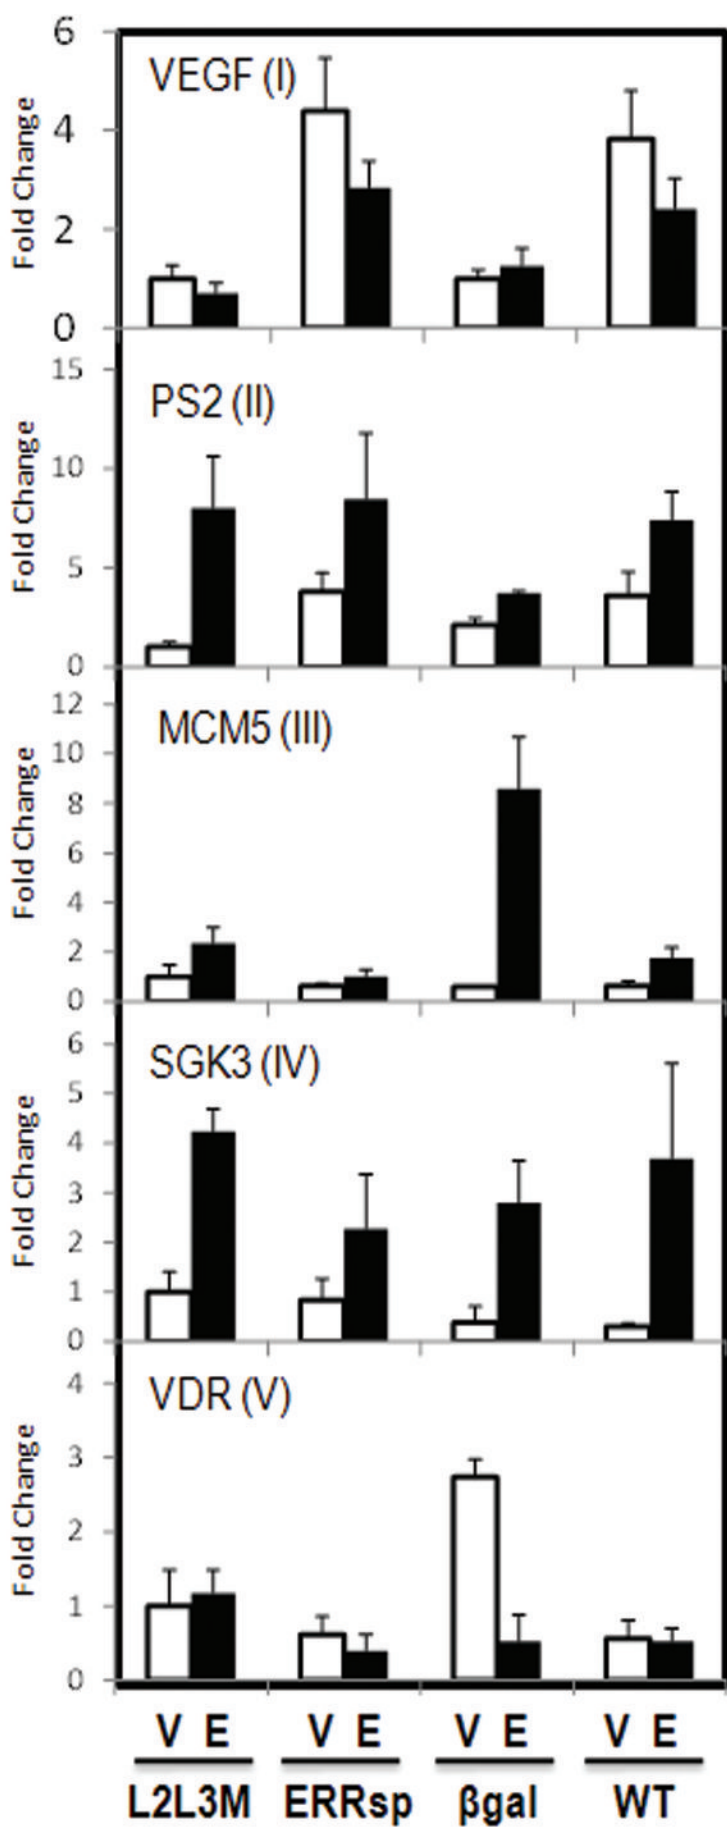 6
VEGF (I)
4
2
0
Fold Change
15
PS2 (II)
10
5
0
Fold Change
12
MCM5 (III)
10
8
6
4
2
0
Fold Change
6
SGK3 (IV)
5
4
3
2
1
0
Fold Change
4
VDR (V)
3
2
1
0
Fold Change
V E V E V E V E
L2L3M ERRsp βgal WT